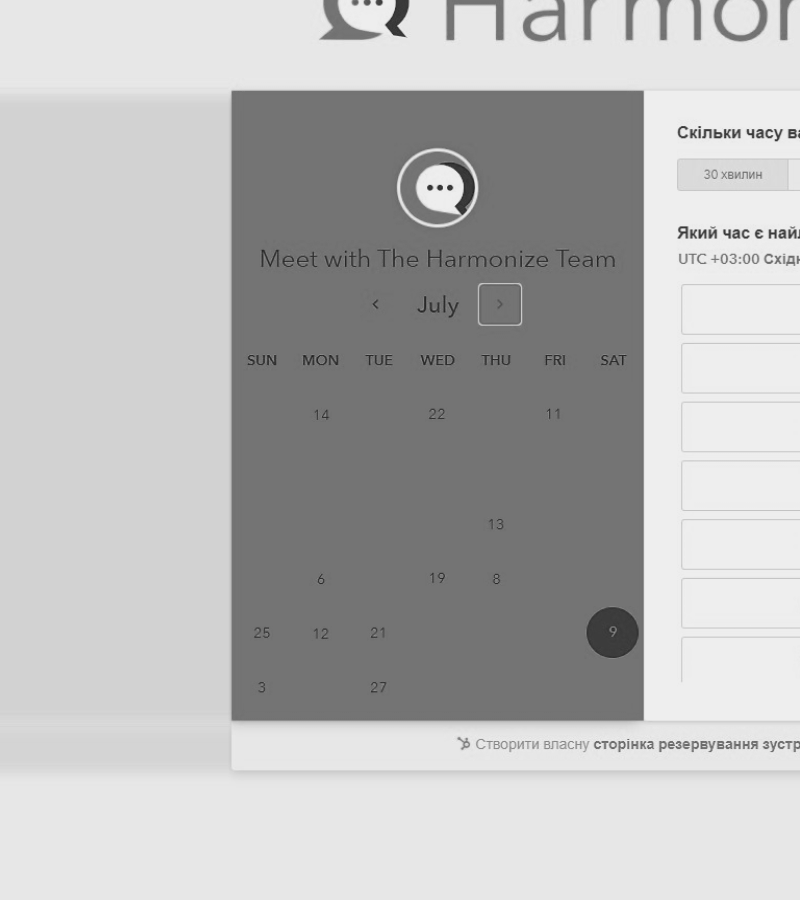 Harmon
Meet with The Harmonize Team
July
SUN MON TUE WED THU FRI SAT
14 22 11
13
6 19 8
25 12 21 9
3 27
Скільки часу ва
30 хвилин
Який час є найл
UTC +03:00 Східн
Створити власну сторінка резервування зустр